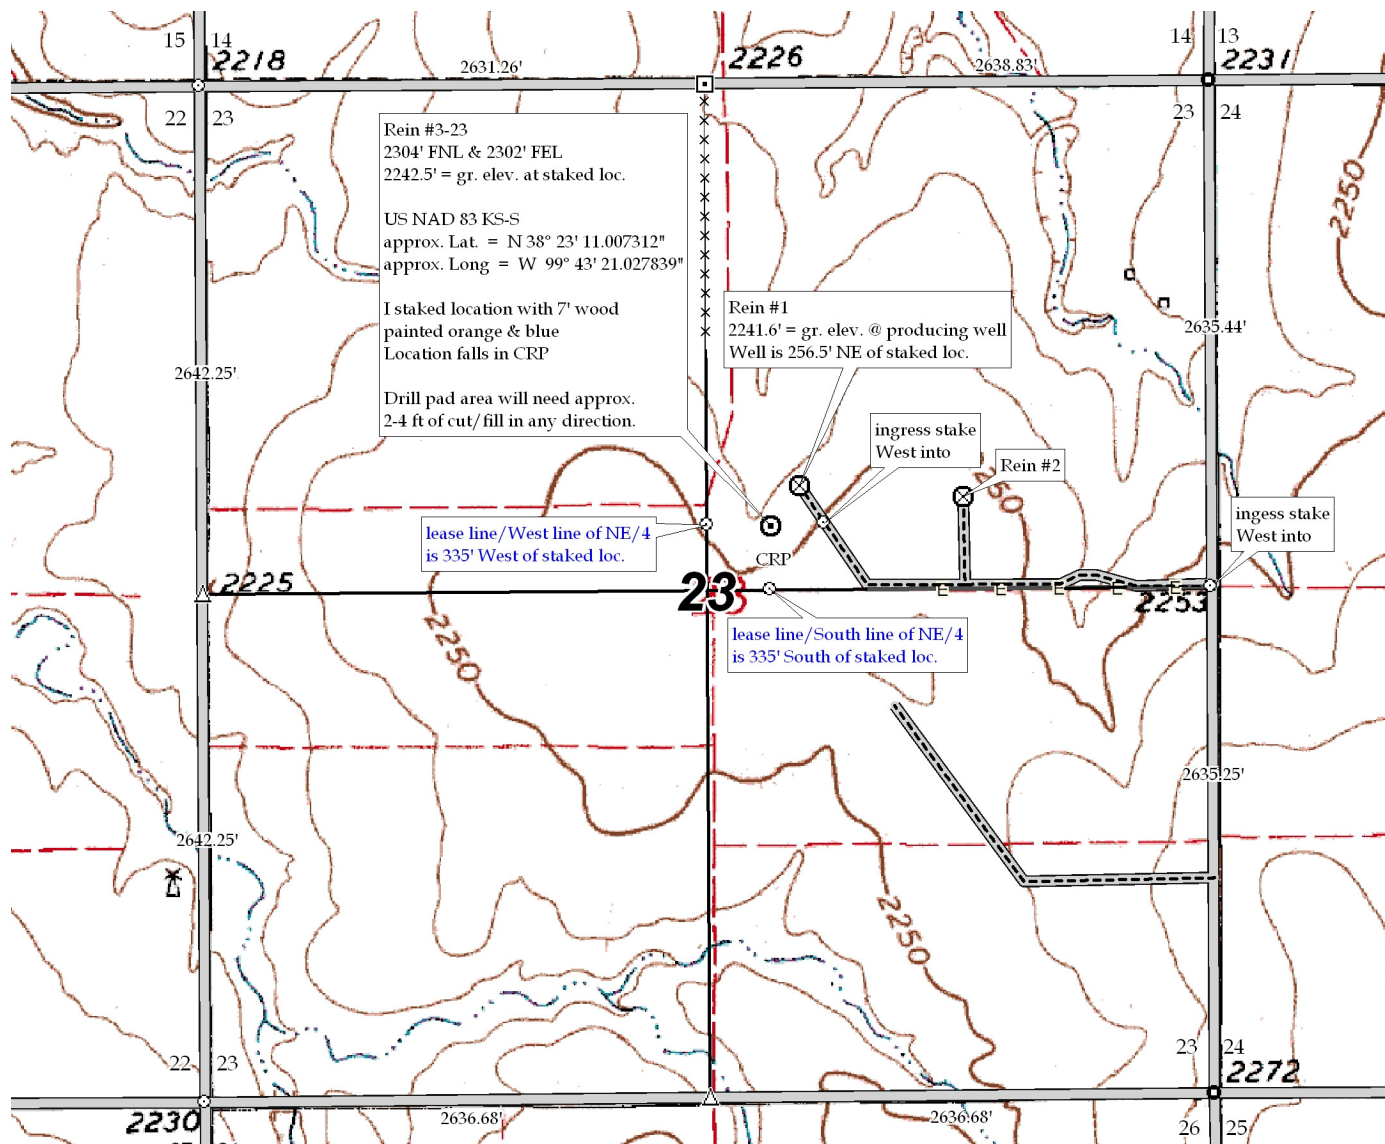 15 14
2218
2631.26'
2226
2638.83'
14 13
2231
22 23
23 24
Rein #3-23
2304' FNL & 2302' FEL
2242.5' = gr. elev. at staked loc.
US NAD 83 KS-S
approx. Lat. = N 38° 23' 11.007312"
approx. Long = W 99° 43' 21.027839"
I staked location with 7' wood
painted orange & blue
Location falls in CRP
Drill pad area will need approx.
2-4 ft of cut/fill in any direction.
2250
Rein #1
2241.6' = gr. elev. @ producing well
Well is 256.5' NE of staked loc.
2635.44'
2642.25'
ingress stake
West into
Rein #2
2250
ingess stake
West into
lease line/West line of NE/4
is 335' West of staked loc.
CRP
2225
23
E E E E E
2253
lease line/South line of NE/4
is 335' South of staked loc.
2250
2635.25'
2642.25'
2250
22 23
23 24
2272
2230
2636.68'
2636.68'
26 25